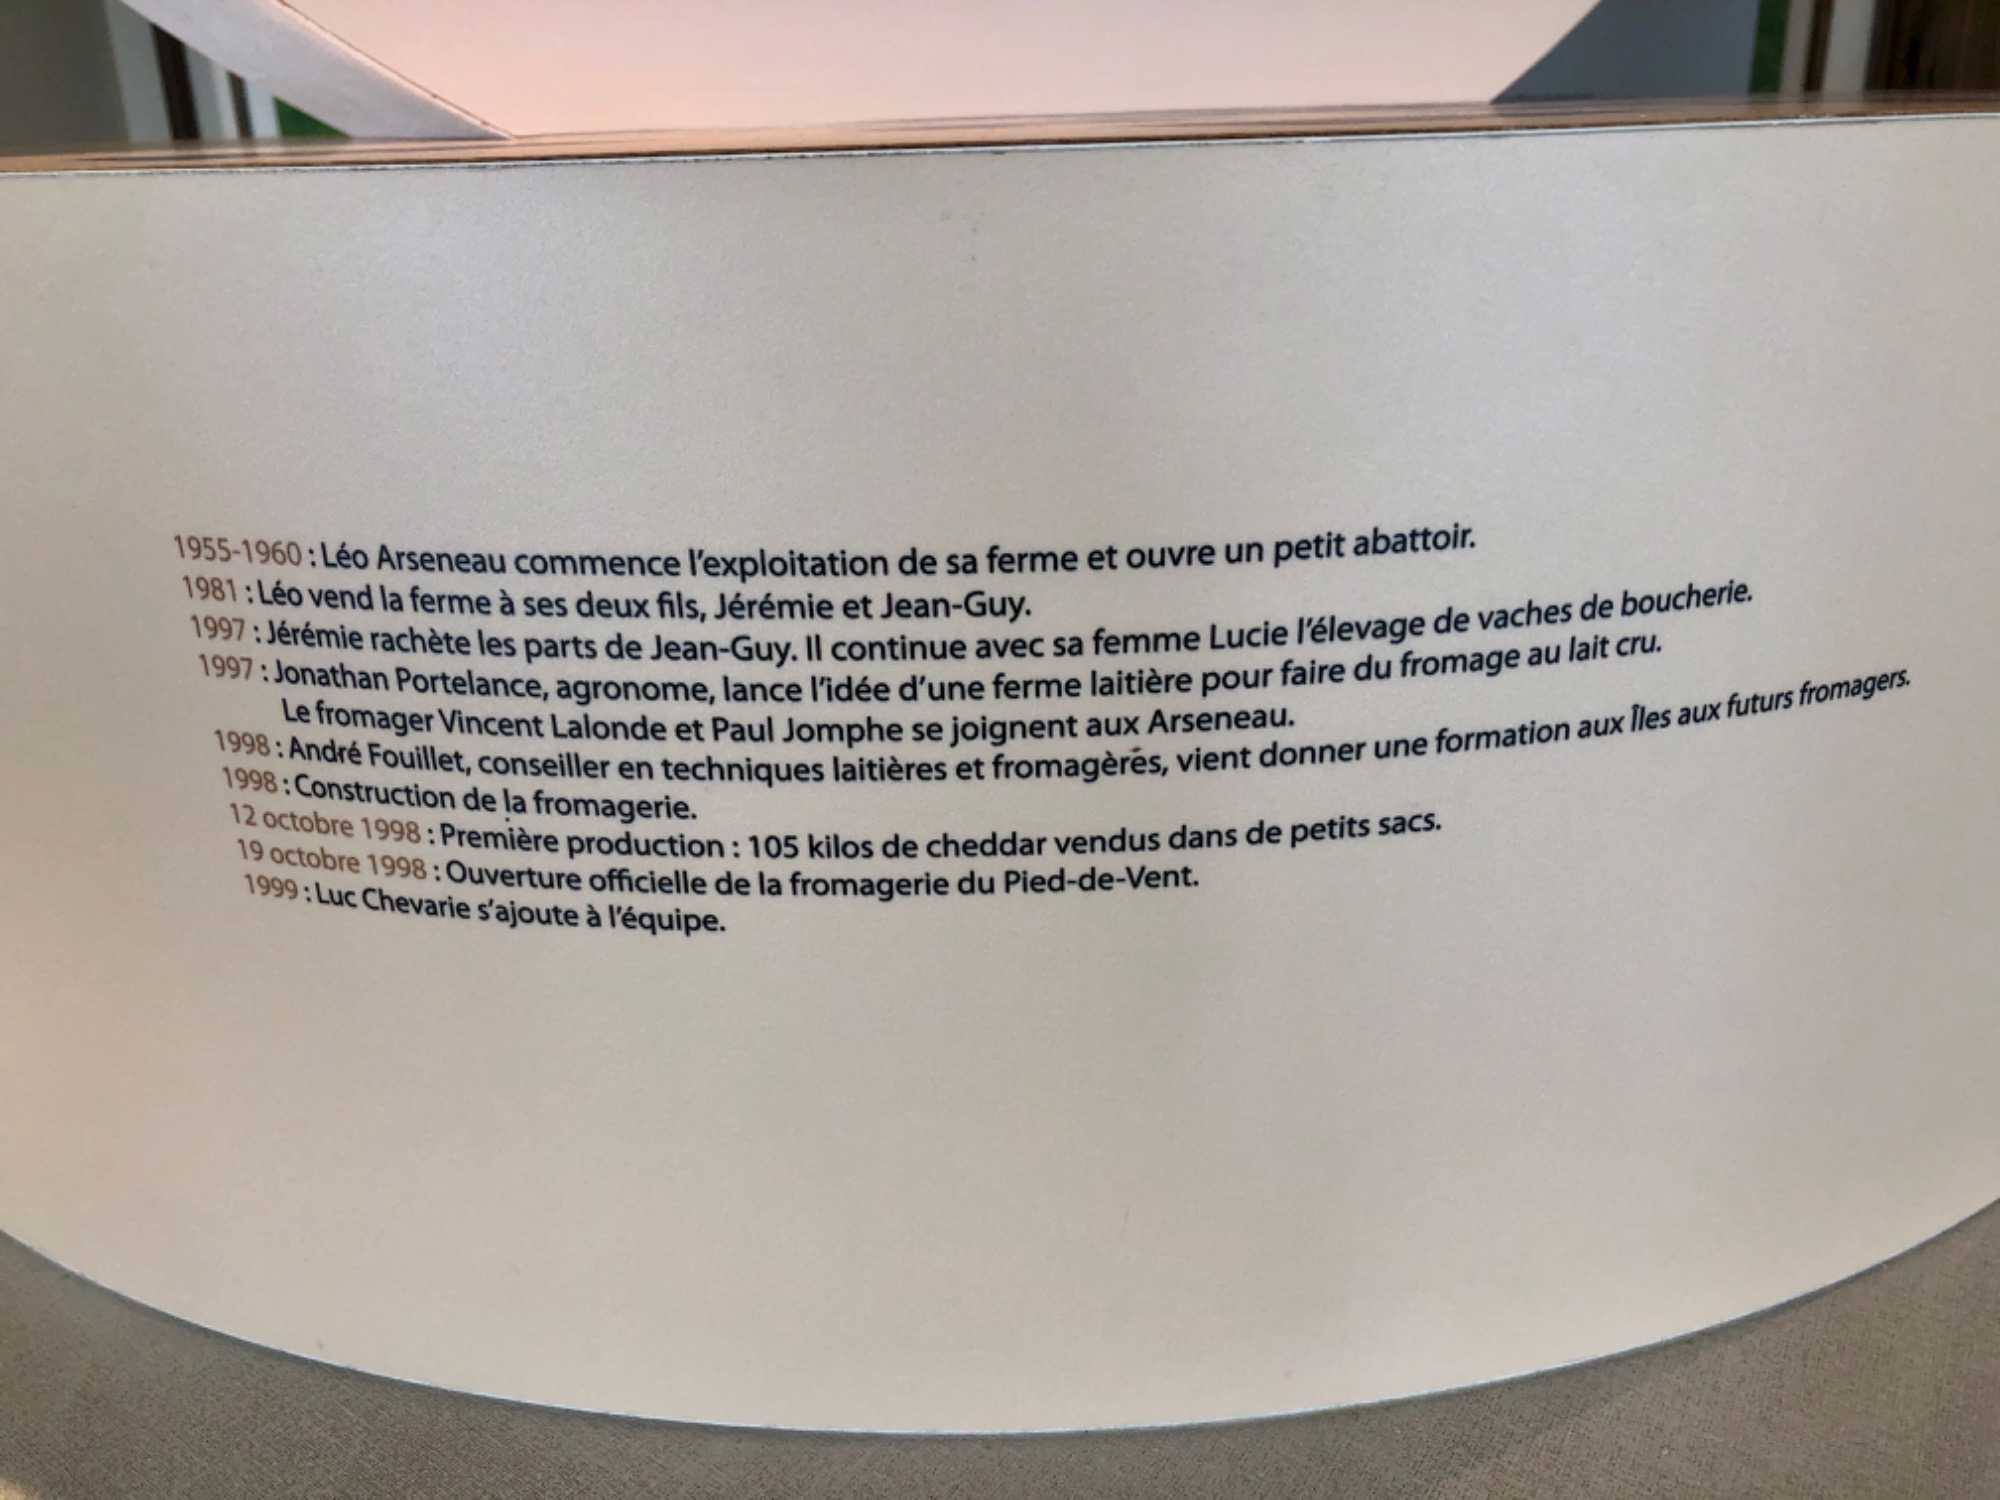 1955-1960 : Léo Arseneau commence l'exploitation de sa ferme et ouvre un petit abattoir.
1981 : Léo vend la ferme à ses deux fils, Jérémie et Jean-Guy.
1997 : Jérémie rachète les parts de Jean-Guy. Il continue avec sa femme Lucie l'élevage de vaches de boucherie.
1997 : Jonathan Portelance, agronome, lance l'idée d'une ferme laitière pour faire du fromage au lait cru.
Le fromager Vincent Lalonde et Paul Jomphe se joignent aux Arseneau.
1998 : André Fouillet, conseiller en techniques laitières et fromagères, vient donner une formation aux Îles aux futurs fromagers.
1998 : Construction de la fromagerie.
12 octobre 1998 : Première production : 105 kilos de cheddar vendus dans de petits sacs.
19 octobre 1998 : Ouverture officielle de la fromagerie du Pied-de-Vent.
1999 : Luc Chevarie s'ajoute à l'équipe.